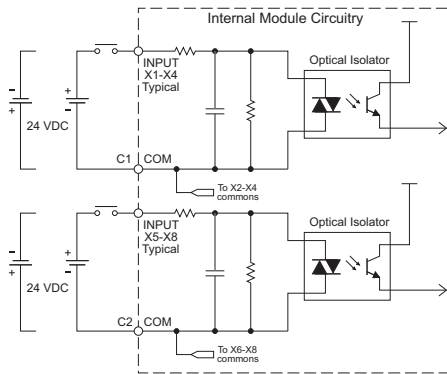 Internal Module Circuitry
Optical Isolator
INPUT
X1-X4
Typical
-
+
+
-
24 VDC
C1
COM
To X2-X4
commons
Optical Isolator
INPUT
X5-X8
Typical
-
+
+
-
24 VDC
C2
COM
To X6-X8
commons